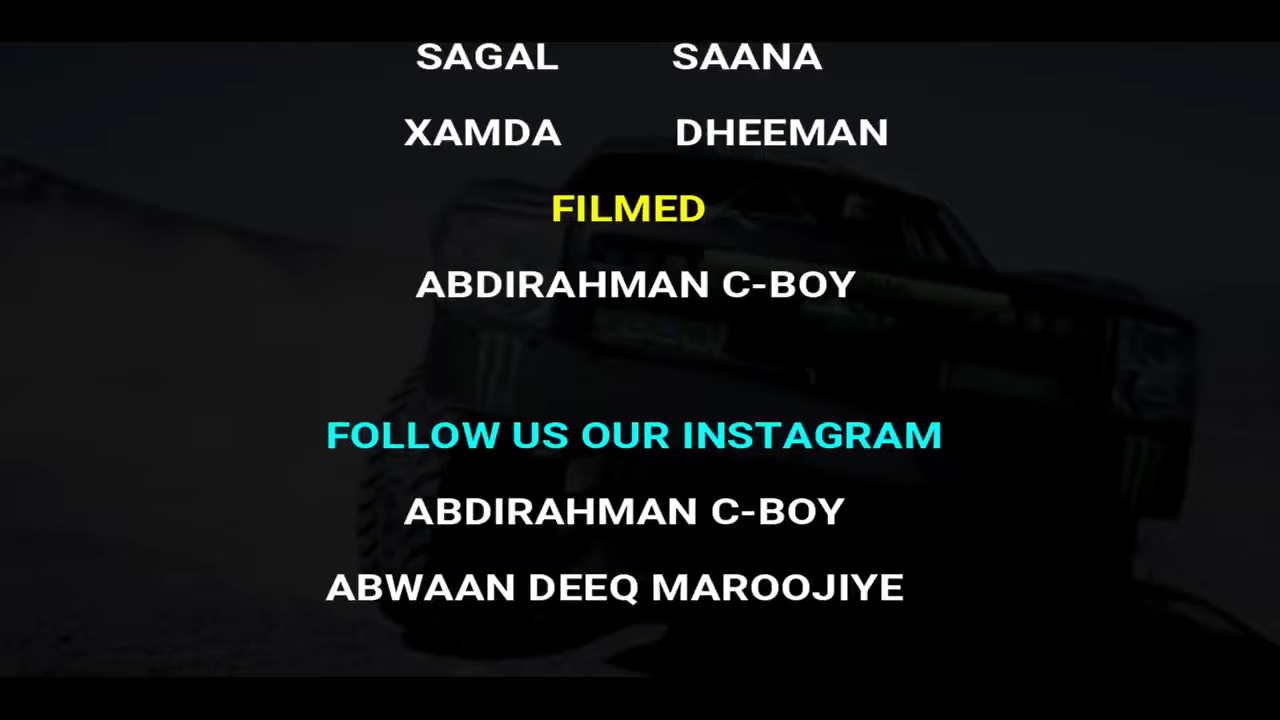 SAGAL SAANA
XAMDA DHEEMAN
FILMED
ABDIRAHMAN C-BOY
FOLLOW US OUR INSTAGRAM
ABDIRAHMAN C-BOY
ABWAAN DEEQ MAROOJIYE